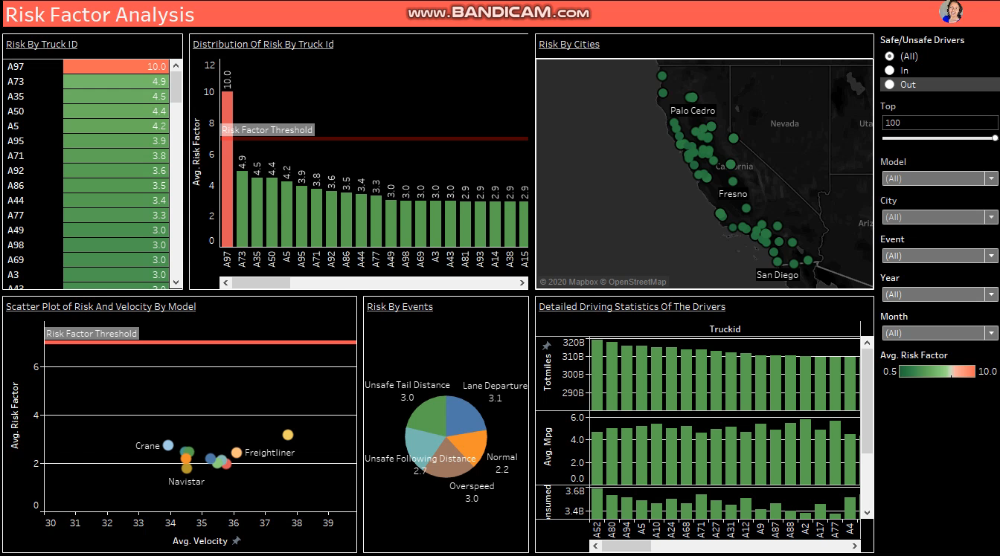 Risk Factor Analysis
www.BANDICAM.com
Risk By Truck ID
A97 10.0
A73 4.9
A35 4.5
A50 4.4
A5 4.2
A95 3.9
A71 3.8
A92 3.6
A86 3.5
A44 3.4
A77 3.3
A49 3.0
A98 3.0
A69 3.0
A3 3.0
A43 3.0
Distribution Of Risk By Truck Id
Avg. Risk Factor
12
10
8
6
4
2
0
Risk Factor Threshold
10.0 4.9 4.5 4.4 4.2 3.9 3.8 3.6 3.5 3.4 3.3 3.0 3.0 3.0 3.0 3.0 2.9 2.9 2.9 2.9 2.9
A97 A73 A35 A50 A5 A95 A71 A92 A86 A44 A77 A49 A98 A69 A3 A43 A81 A93 A14 A38 A15
Risk By Cities
Palo Cedro
Nevada
Uta
California
Fresno
Ariz
San Diego
© 2020 Mapbox © OpenStreetMap
Safe/Unsafe Drivers
(All)
In
Out
Top
100
Model
(All)
City
(All)
Event
(All)
Year
(All)
Month
(All)
Avg. Risk Factor
0.5 10.0
Scatter Plot of Risk And Velocity By Model
Risk Factor Threshold
Avg. Risk Factor
6
4
2
0
Crane
Freightliner
Navistar
30 31 32 33 34 35 36 37 38 39
Avg. Velocity
Risk By Events
Unsafe Tail Distance
3.0
Lane Departure
3.1
Unsafe Following Distance
2.7
Normal
2.2
Overspeed
3.0
Detailed Driving Statistics Of The Drivers
Truckid
Totmiles
320B
310B
300B
290B
Avg. Mpg
6.0
4.0
2.0
0.0
onsumed
3.6B
3.4B
A52 A80 A94 A5 A10 A24 A68 A71 A27 A31 A12 A9 A87 A88 A2 A17 A77 A4